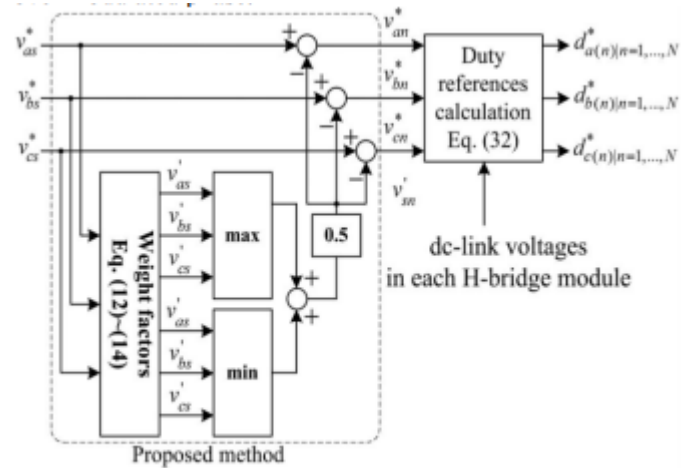 v*as
v*an
d*a(n)|n=1,...,N
v*bs
v*bn
Duty
references
calculation
Eq. (32)
d*b(n)|n=1,...,N
v*cs
v*cn
d*c(n)|n=1,...,N
+
−
+
−
+
−
v'sn
Weight factors
Eq. (12)~(14)
v'as
v'bs
v'cs
max
v'as
v'bs
v'cs
min
0.5
+
+
dc-link voltages
in each H-bridge module
Proposed method